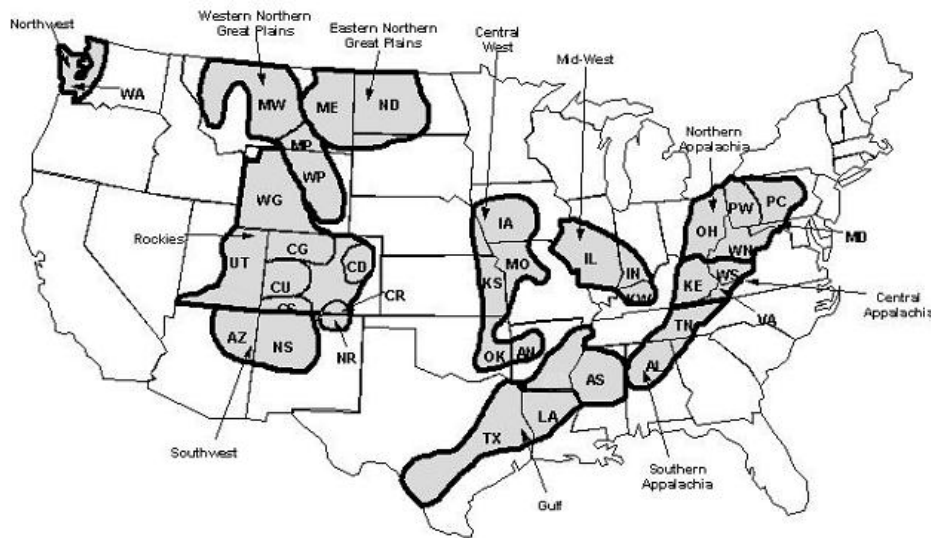 Northwest
Western Northern
Great Plains
Eastern Northern
Great Plains
Central
West
Mid-West
Northern
Appalachia
WA
MW
ME
ND
MP
WP
WG
Rockies
UT
CG
CD
CU
CS
CR
NR
AZ
NS
Southwest
IA
MO
KS
OK
AN
IL
IN
KW
OH
PW
PC
WN
MD
KE
WS
Central
Appalachia
VA
TN
AL
AS
LA
TX
Gulf
Southern
Appalachia